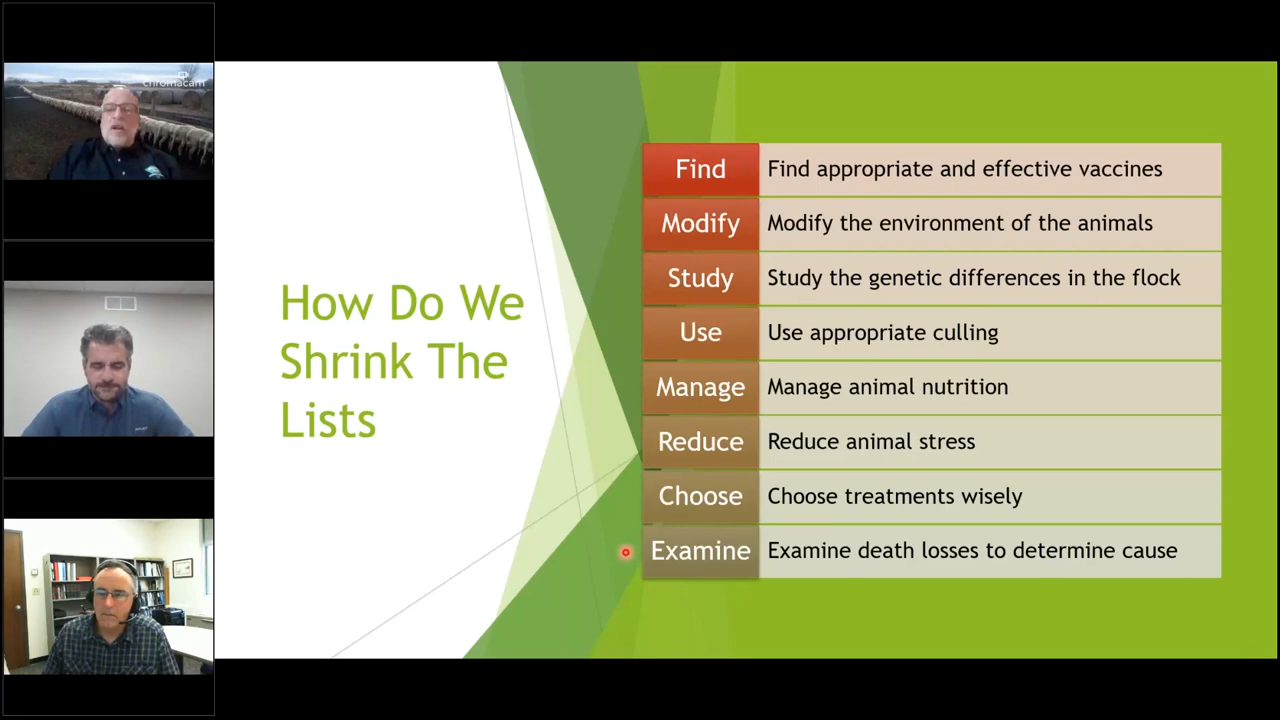 chromacam
How Do We
Shrink The
Lists
Find Find appropriate and effective vaccines
Modify Modify the environment of the animals
Study Study the genetic differences in the flock
Use Use appropriate culling
Manage Manage animal nutrition
Reduce Reduce animal stress
Choose Choose treatments wisely
Examine Examine death losses to determine cause